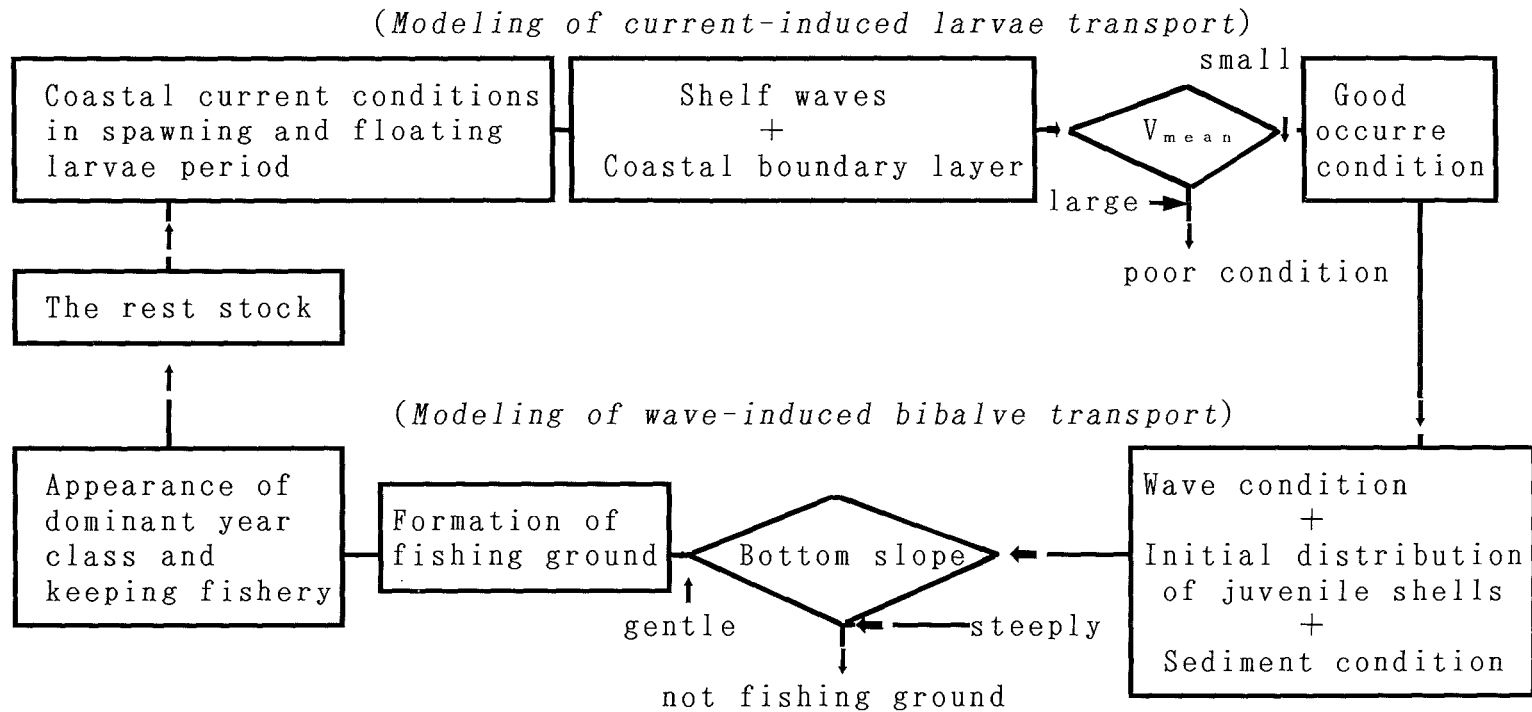 (Modeling of current-induced larvae transport)
Coastal current conditions
in spawning and floating
larvae period
Shelf waves
+
Coastal boundary layer
V mean
small
large
poor condition
Good
occurre
condition
The rest stock
(Modeling of wave-induced bibalve transport)
Appearance of
dominant year
class and
keeping fishery
Formation of
fishing ground
gentle
Bottom slope
steeply
not fishing ground
Wave condition
+
Initial distribution
of juvenile shells
+
Sediment condition